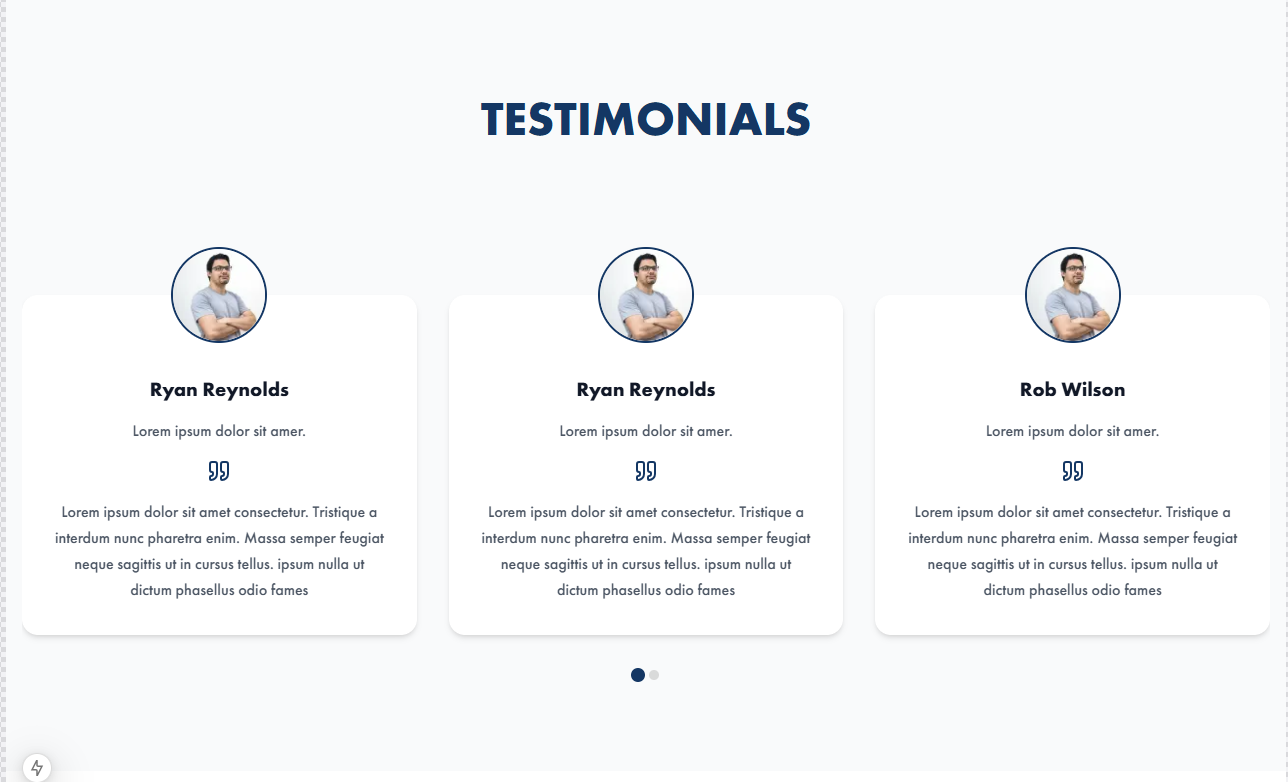 TESTIMONIALS
Ryan Reynolds
Lorem ipsum dolor sit amer.
Lorem ipsum dolor sit amet consectetur. Tristique a
interdum nunc pharetra enim. Massa semper feugiat
neque sagittis ut in cursus tellus. ipsum nulla ut
dictum phasellus odio fames
Ryan Reynolds
Lorem ipsum dolor sit amer.
Lorem ipsum dolor sit amet consectetur. Tristique a
interdum nunc pharetra enim. Massa semper feugiat
neque sagittis ut in cursus tellus. ipsum nulla ut
dictum phasellus odio fames
Rob Wilson
Lorem ipsum dolor sit amer.
Lorem ipsum dolor sit amet consectetur. Tristique a
interdum nunc pharetra enim. Massa semper feugiat
neque sagittis ut in cursus tellus. ipsum nulla ut
dictum phasellus odio fames